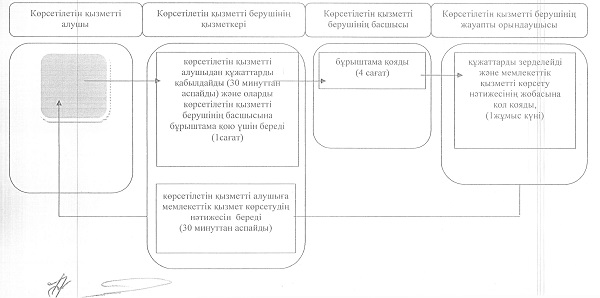 Көрсетілетін қызметті
алушы
Көрсетілетін қызметті берушінің
қызметкері
Көрсетілетін қызметті
берушінің басшысы
Көрсетілетін қызметті берушінің
жауапты орындаушысы
көрсетілетін қызметті
алушыдан құжаттарды
қабылдайды (30 минуттан
аспайды) және оларды
көрсетілетін қызметті
берушінің басшысына
бұрыштама қою үшін береді
(1сағат)
бұрыштама қояды
(4 сағат)
құжаттарды зерделейді
және мемлекеттік
қызметті көрсету
нәтижесінің жобасына
қол қояды,
(1жұмыс күні)
көрсетілетін қызметті алушыға
мемлекеттік қызмет көрсетудің
нәтижесін береді
(30 минуттан аспайды)